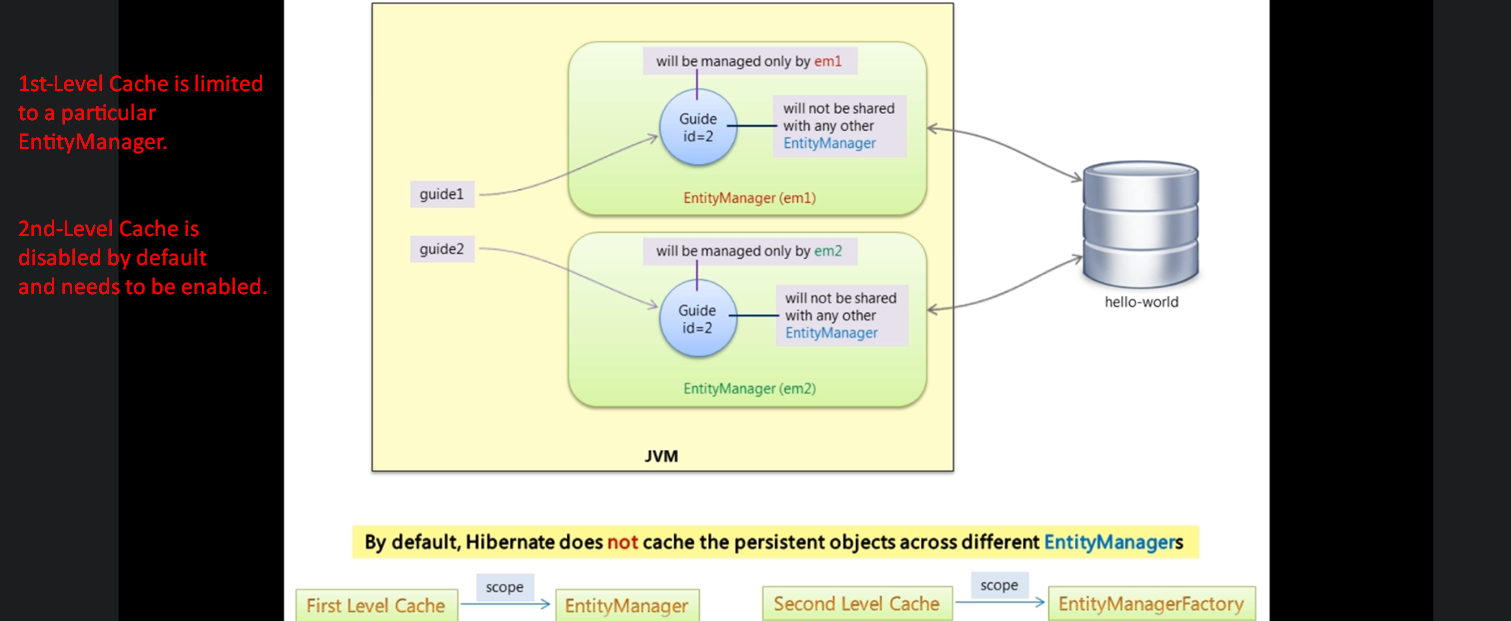 1st-Level Cache is limited
to a particular
EntityManager.
2nd-Level Cache is
disabled by default
and needs to be enabled.
will be managed only by em1
Guide
id=2
will not be shared
with any other
EntityManager
guide1
EntityManager (em1)
guide2
will be managed only by em2
Guide
id=2
will not be shared
with any other
EntityManager
EntityManager (em2)
JVM
hello-world
By default, Hibernate does not cache the persistent objects across different EntityManagers
First Level Cache
scope
EntityManager
Second Level Cache
scope
EntityManagerFactory